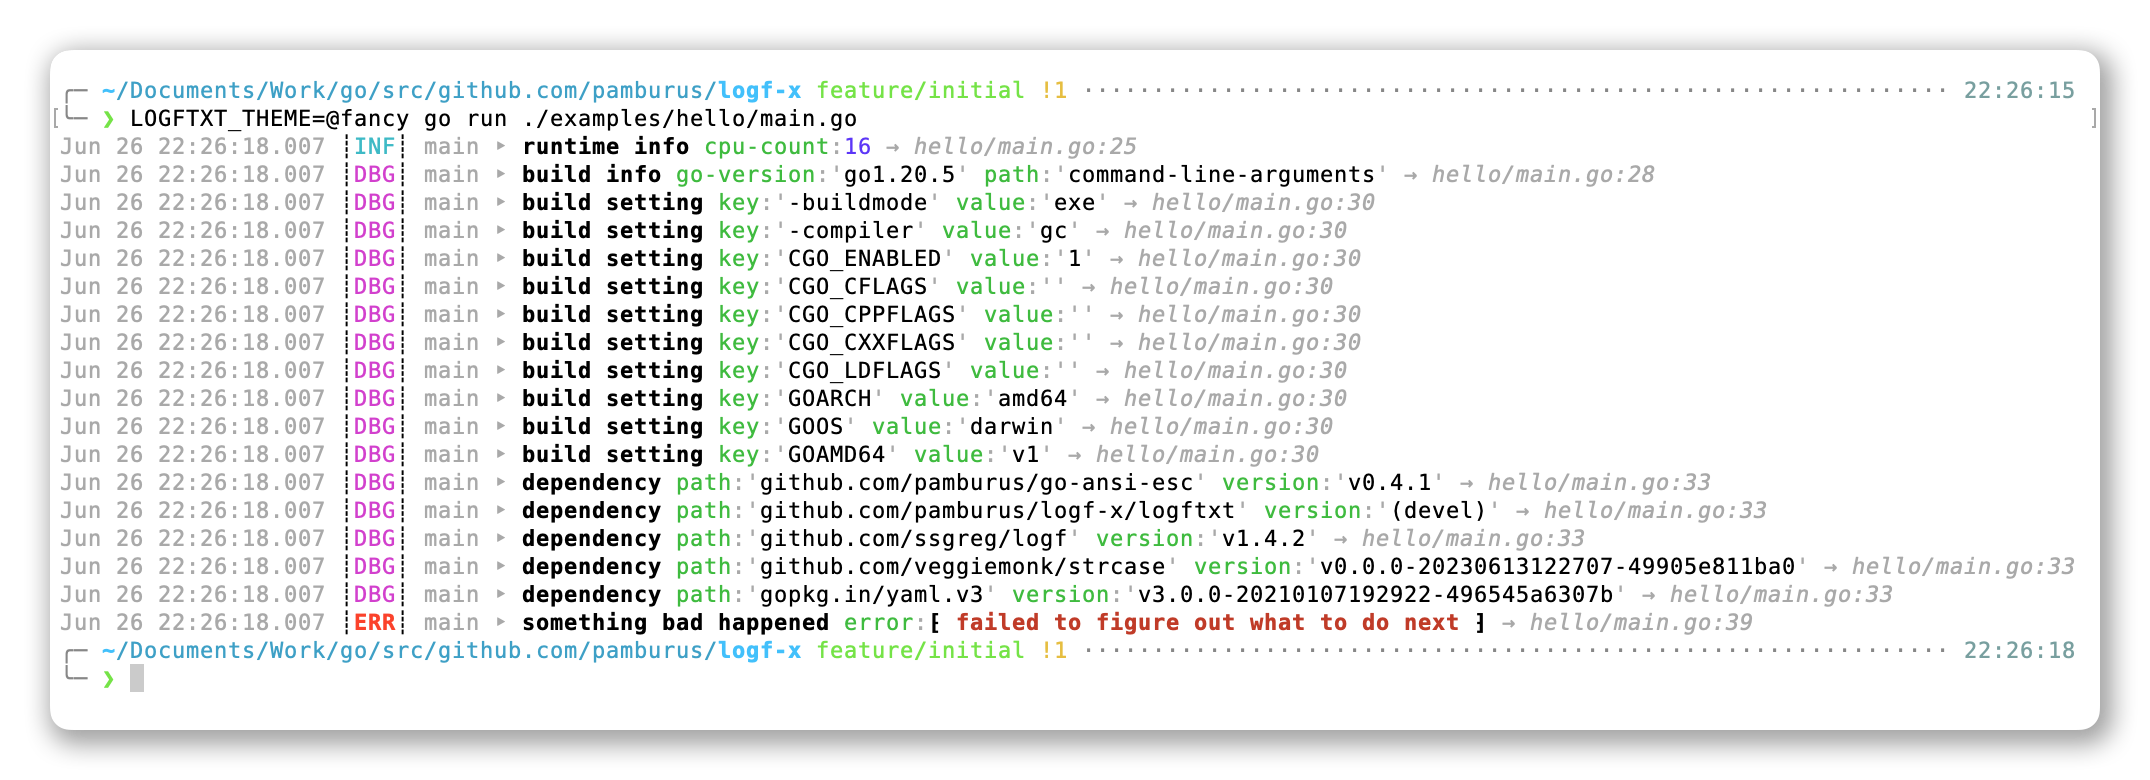 ╭─ ~/Documents/Work/go/src/github.com/pamburus/logf-x feature/initial !1 ······························································ 22:26:15
[╰─ ❯ LOGFTXT_THEME=@fancy go run ./examples/hello/main.go ]
Jun 26 22:26:18.007 ┆INF┆ main ‣ runtime info cpu-count:16 → hello/main.go:25
Jun 26 22:26:18.007 ┆DBG┆ main ‣ build info go-version:'go1.20.5' path:'command-line-arguments' → hello/main.go:28
Jun 26 22:26:18.007 ┆DBG┆ main ‣ build setting key:'-buildmode' value:'exe' → hello/main.go:30
Jun 26 22:26:18.007 ┆DBG┆ main ‣ build setting key:'-compiler' value:'gc' → hello/main.go:30
Jun 26 22:26:18.007 ┆DBG┆ main ‣ build setting key:'CGO_ENABLED' value:'1' → hello/main.go:30
Jun 26 22:26:18.007 ┆DBG┆ main ‣ build setting key:'CGO_CFLAGS' value:'' → hello/main.go:30
Jun 26 22:26:18.007 ┆DBG┆ main ‣ build setting key:'CGO_CPPFLAGS' value:'' → hello/main.go:30
Jun 26 22:26:18.007 ┆DBG┆ main ‣ build setting key:'CGO_CXXFLAGS' value:'' → hello/main.go:30
Jun 26 22:26:18.007 ┆DBG┆ main ‣ build setting key:'CGO_LDFLAGS' value:'' → hello/main.go:30
Jun 26 22:26:18.007 ┆DBG┆ main ‣ build setting key:'GOARCH' value:'amd64' → hello/main.go:30
Jun 26 22:26:18.007 ┆DBG┆ main ‣ build setting key:'GOOS' value:'darwin' → hello/main.go:30
Jun 26 22:26:18.007 ┆DBG┆ main ‣ build setting key:'GOAMD64' value:'v1' → hello/main.go:30
Jun 26 22:26:18.007 ┆DBG┆ main ‣ dependency path:'github.com/pamburus/go-ansi-esc' version:'v0.4.1' → hello/main.go:33
Jun 26 22:26:18.007 ┆DBG┆ main ‣ dependency path:'github.com/pamburus/logf-x/logftxt' version:'(devel)' → hello/main.go:33
Jun 26 22:26:18.007 ┆DBG┆ main ‣ dependency path:'github.com/ssgreg/logf' version:'v1.4.2' → hello/main.go:33
Jun 26 22:26:18.007 ┆DBG┆ main ‣ dependency path:'github.com/veggiemonk/strcase' version:'v0.0.0-20230613122707-49905e811ba0' → hello/main.go:33
Jun 26 22:26:18.007 ┆DBG┆ main ‣ dependency path:'gopkg.in/yaml.v3' version:'v3.0.0-20210107192922-496545a6307b' → hello/main.go:33
Jun 26 22:26:18.007 ┆ERR┆ main ‣ something bad happened error:[ failed to figure out what to do next ] → hello/main.go:39
╭─ ~/Documents/Work/go/src/github.com/pamburus/logf-x feature/initial !1 ······························································ 22:26:18
╰─ ❯